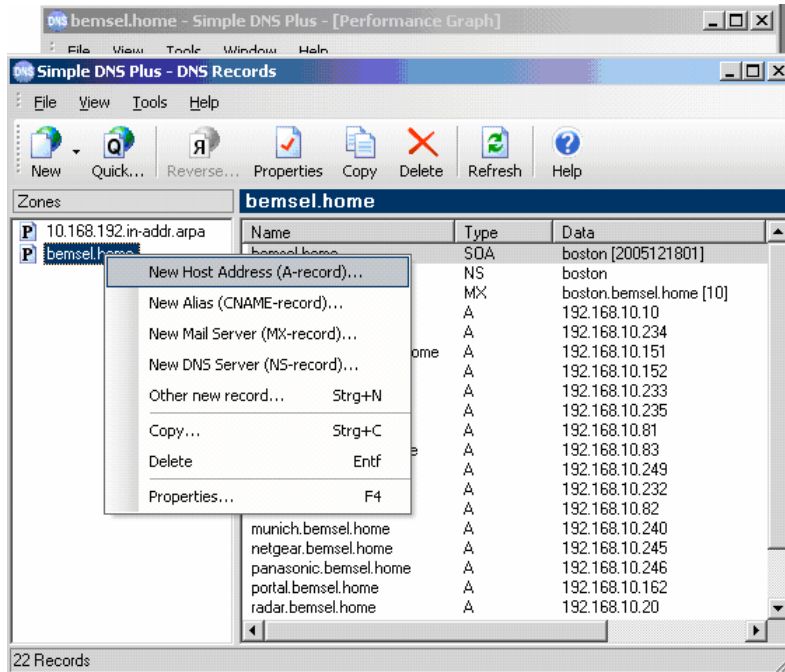 bemsel.home - Simple DNS Plus - [Performance Graph]
File View Tools Window Help
Simple DNS Plus - DNS Records
File View Tools Help
New Quick... Reverse... Properties Copy Delete Refresh Help
Zones
bemsel.home
10.168.192.in-addr.arpa
bemsel.home
New Host Address (A-record)...
New Alias (CNAME-record)...
New Mail Server (MX-record)...
New DNS Server (NS-record)...
Other new record... Strg+N
Copy... Strg+C
Delete Entf
Properties... F4
Name Type Data
bemsel.home SOA boston [2005121801]
NS boston
MX boston.bemsel.home [10]
A 192.168.10.10
A 192.168.10.234
ome A 192.168.10.151
A 192.168.10.152
A 192.168.10.233
A 192.168.10.235
A 192.168.10.81
e A 192.168.10.83
A 192.168.10.249
A 192.168.10.232
A 192.168.10.82
munich.bemsel.home A 192.168.10.240
netgear.bemsel.home A 192.168.10.245
panasonic.bemsel.home A 192.168.10.246
portal.bemsel.home A 192.168.10.162
radar.bemsel.home A 192.168.10.20
22 Records